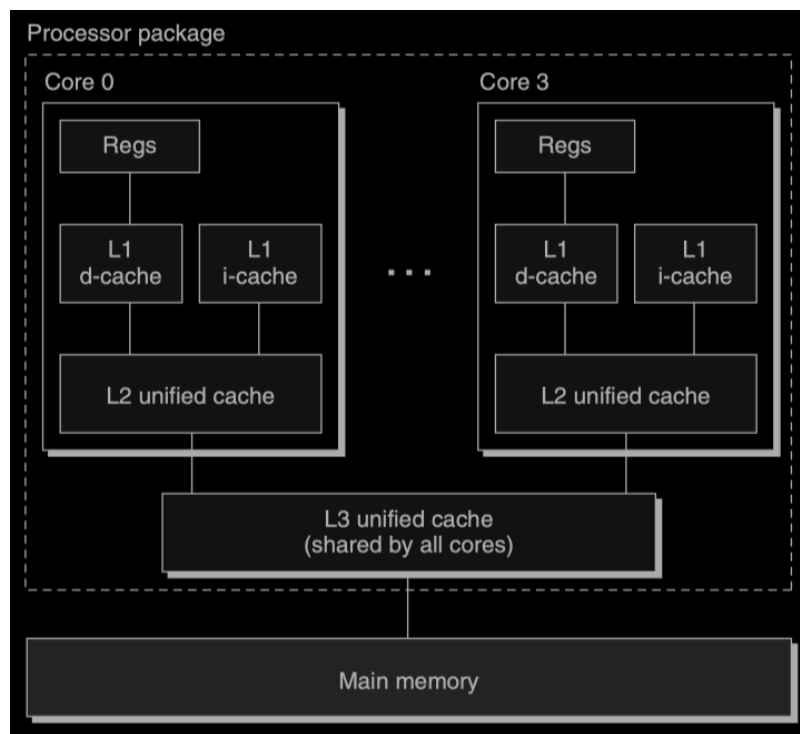 Processor package
Core 0
Regs
L1
d-cache
L1
i-cache
L2 unified cache
...
Core 3
Regs
L1
d-cache
L1
i-cache
L2 unified cache
L3 unified cache
(shared by all cores)
Main memory